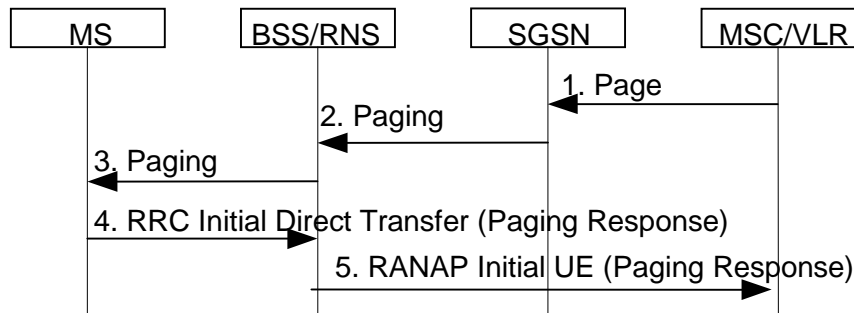 MS BSS/RNS SGSN MSC/VLR
1. Page
2. Paging
3. Paging
4. RRC Initial Direct Transfer (Paging Response)
5. RANAP Initial UE (Paging Response)